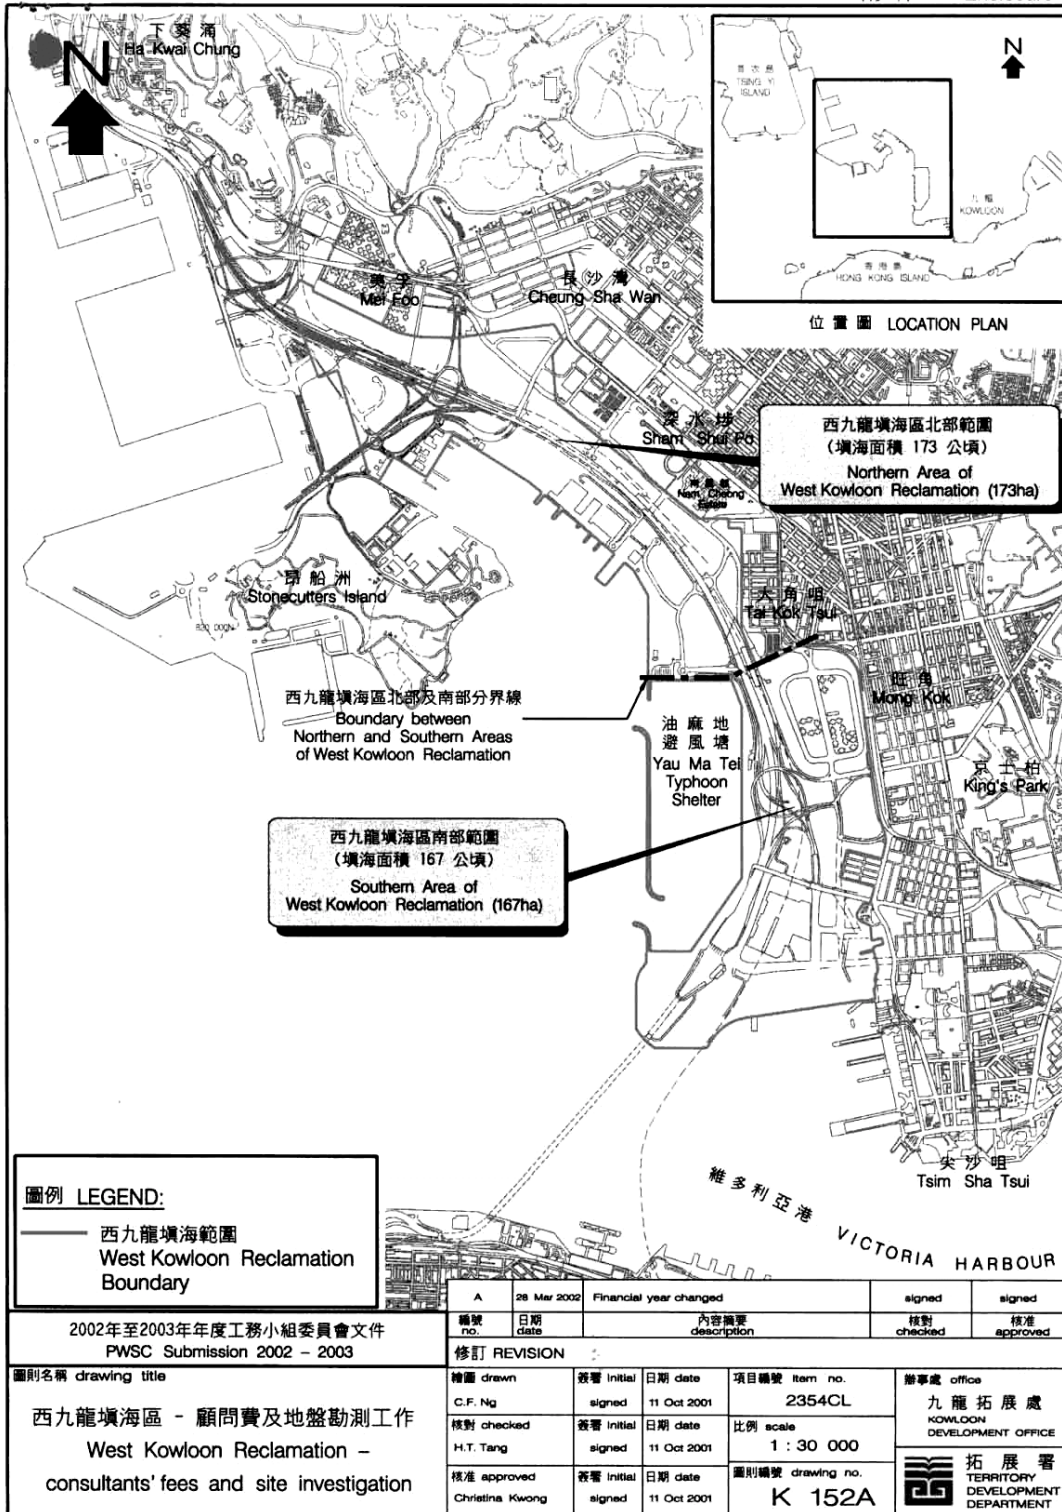 下葵涌
Ha Kwai Chung
N
N
青衣島
TSING YI
ISLAND
九龍
KOWLOON
香港島
HONG KONG ISLAND
位置圖 LOCATION PLAN
美孚
Mei Foo
長沙灣
Cheung Sha Wan
深水埗
Sham Shui Po
南昌邨
Nam Cheong
Estate
西九龍填海區北部範圍
(填海面積 173 公頃)
Northern Area of
West Kowloon Reclamation (173ha)
昂船洲
Stonecutters Island
大角咀
Tai Kok Tsui
旺角
Mong Kok
西九龍填海區北部及南部分界線
Boundary between
Northern and Southern Areas
of West Kowloon Reclamation
油麻地
避風塘
Yau Ma Tei
Typhoon
Shelter
京士柏
King's Park
西九龍填海區南部範圍
(填海面積 167 公頃)
Southern Area of
West Kowloon Reclamation (167ha)
尖沙咀
Tsim Sha Tsui
維多利亞港 VICTORIA HARBOUR
圖例 LEGEND:
西九龍填海範圍
West Kowloon Reclamation
Boundary
A 28 Mar 2002 Financial year changed signed signed
編號 日期 內容摘要 核對 核准
no. date description checked approved
修訂 REVISION
2002年至2003年年度工務小組委員會文件
PWSC Submission 2002 - 2003
圖則名稱 drawing title
西九龍填海區 - 顧問費及地盤勘測工作
West Kowloon Reclamation -
consultants' fees and site investigation
繪圖 drawn 簽署 initial 日期 date
C.F. Ng signed 11 Oct 2001
核對 checked 簽署 initial 日期 date
H.T. Tang signed 11 Oct 2001
核准 approved 簽署 initial 日期 date
Christina Kwong signed 11 Oct 2001
項目編號 item no.
2354CL
比例 scale
1 : 30 000
圖則編號 drawing no.
K 152A
辦事處 office
九龍拓展處
KOWLOON
DEVELOPMENT OFFICE
拓展署
TERRITORY
DEVELOPMENT
DEPARTMENT